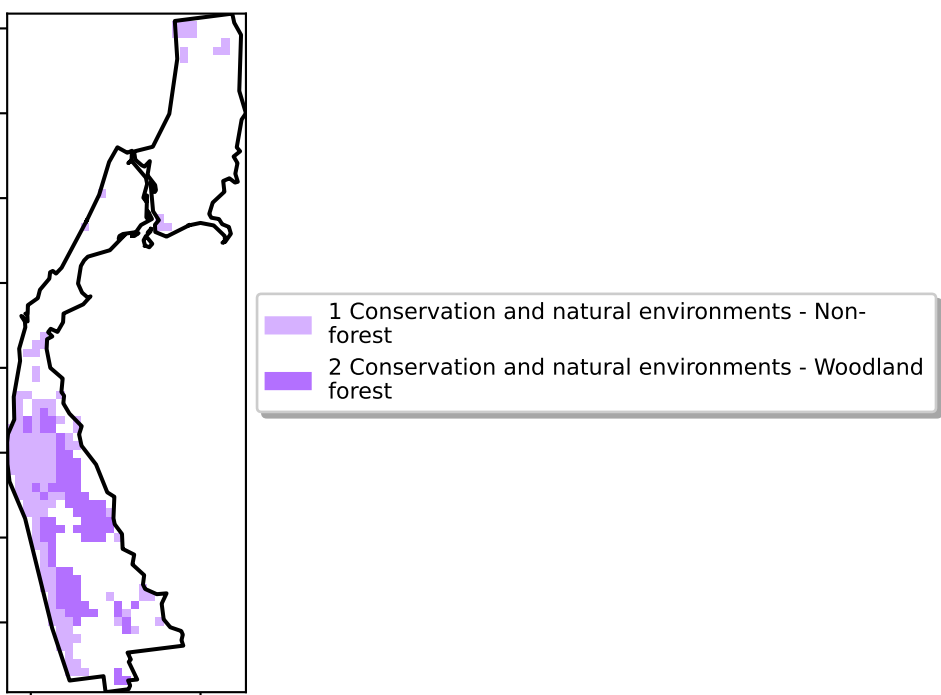 1 Conservation and natural environments - Non-
forest
2 Conservation and natural environments - Woodland
forest